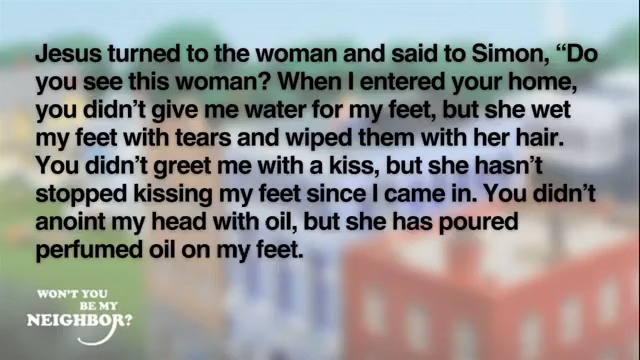 Jesus turned to the woman and said to Simon, “Do
you see this woman? When I entered your home,
you didn’t give me water for my feet, but she wet
my feet with tears and wiped them with her hair.
You didn’t greet me with a kiss, but she hasn’t
stopped kissing my feet since I came in. You didn’t
anoint my head with oil, but she has poured
perfumed oil on my feet.
WON’T YOU
BE MY
NEIGHBOR?